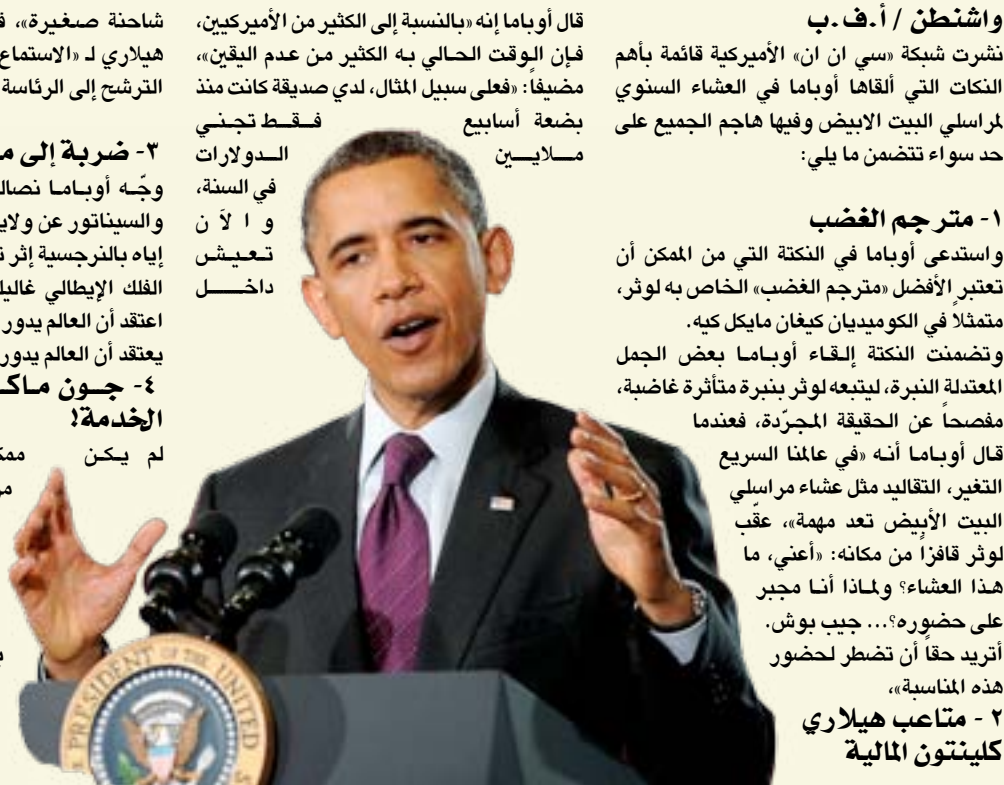 واشنطن / أ.ف.ب
نشرت شبكة «سي ان ان» الأميركية قائمة بأهم
النكات التي ألقاها أوباما في العشاء السنوي
لمراسلي البيت الابيض وفيها هاجم الجميع على
حد سواء تتضمن ما يلي:
١- مترجم الغضب
واستدعى أوباما في النكتة التي من الممكن أن
تعتبر الأفضل «مترجم الغضب» الخاص به لوثر،
متمثلاً في الكوميديان كيغان مايكل كيه.
وتضمنت النكتة إلقاء أوباما بعض الجمل
المعتدلة النبرة، ليتبعه لوثر بنبرة متأثرة غاضبة،
مفصحاً عن الحقيقة المجرّدة، فعندما
قال أوباما أنه «في عالمنا السريع
التغير، التقاليد مثل عشاء مراسلي
البيت الأبيض تعد مهمة»، عقّب
لوثر قافزاً من مكانه: «أعني، ما
هذا العشاء؟ ولماذا أنا مجبر
على حضوره؟... جيب بوش.
أتريد حقاً أن تضطر لحضور
هذه المناسبة»،
٢ - متاعب هيلاري
كلينتون المالية
قال أوباما إنه «بالنسبة إلى الكثير من الأميركيين،
فإن الوقت الحالي به الكثير من عدم اليقين»،
مضيفاً: «فعلى سبيل المثال، لدي صديقة كانت منذ
بضعة أسابيع فقط تجني
ملايين الدولارات
في السنة،
والآن
تعيش
داخل
شاحنة صغيرة»،
هيلاري لـ «الاستماع
الترشح إلى الرئاسة
٣- ضربة إلى
وجّه أوباما
والسيناتور عن
إياه بالنرجسية إثر
الفلك الإيطالي
اعتقد أن العالم يدور
يعتقد أن العالم يدور
٤- جون
الخدمة!
لم يكن
PRESIDENT OF THE UNITED